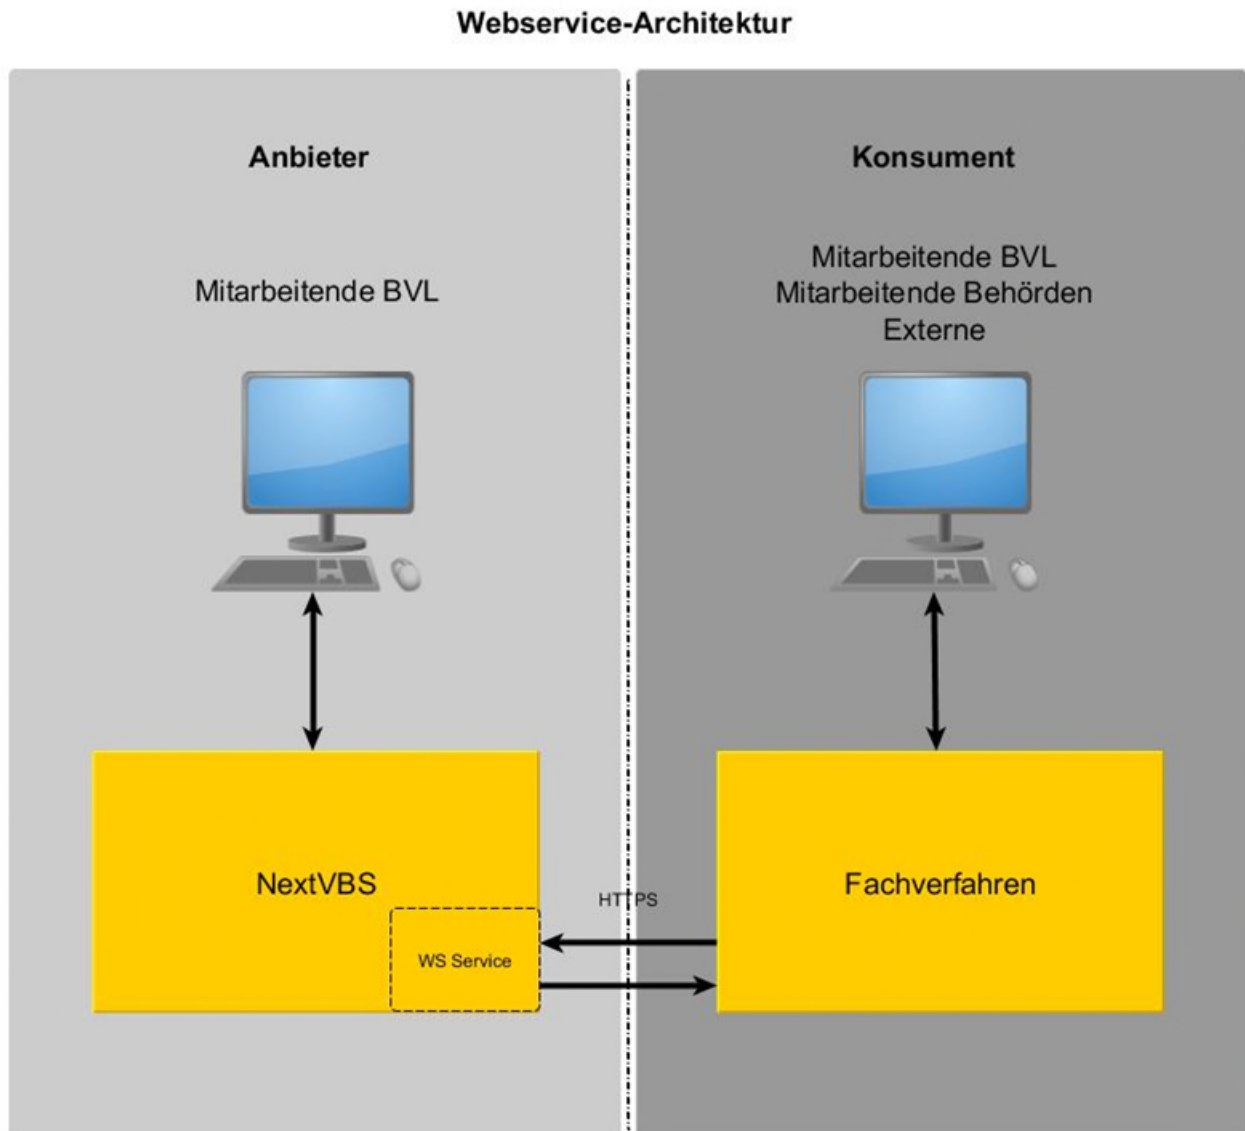 Webservice-Architektur
Anbieter
Mitarbeitende BVL
NextVBS
WS Service
HTTPS
Konsument
Mitarbeitende BVL
Mitarbeitende Behörden
Externe
Fachverfahren